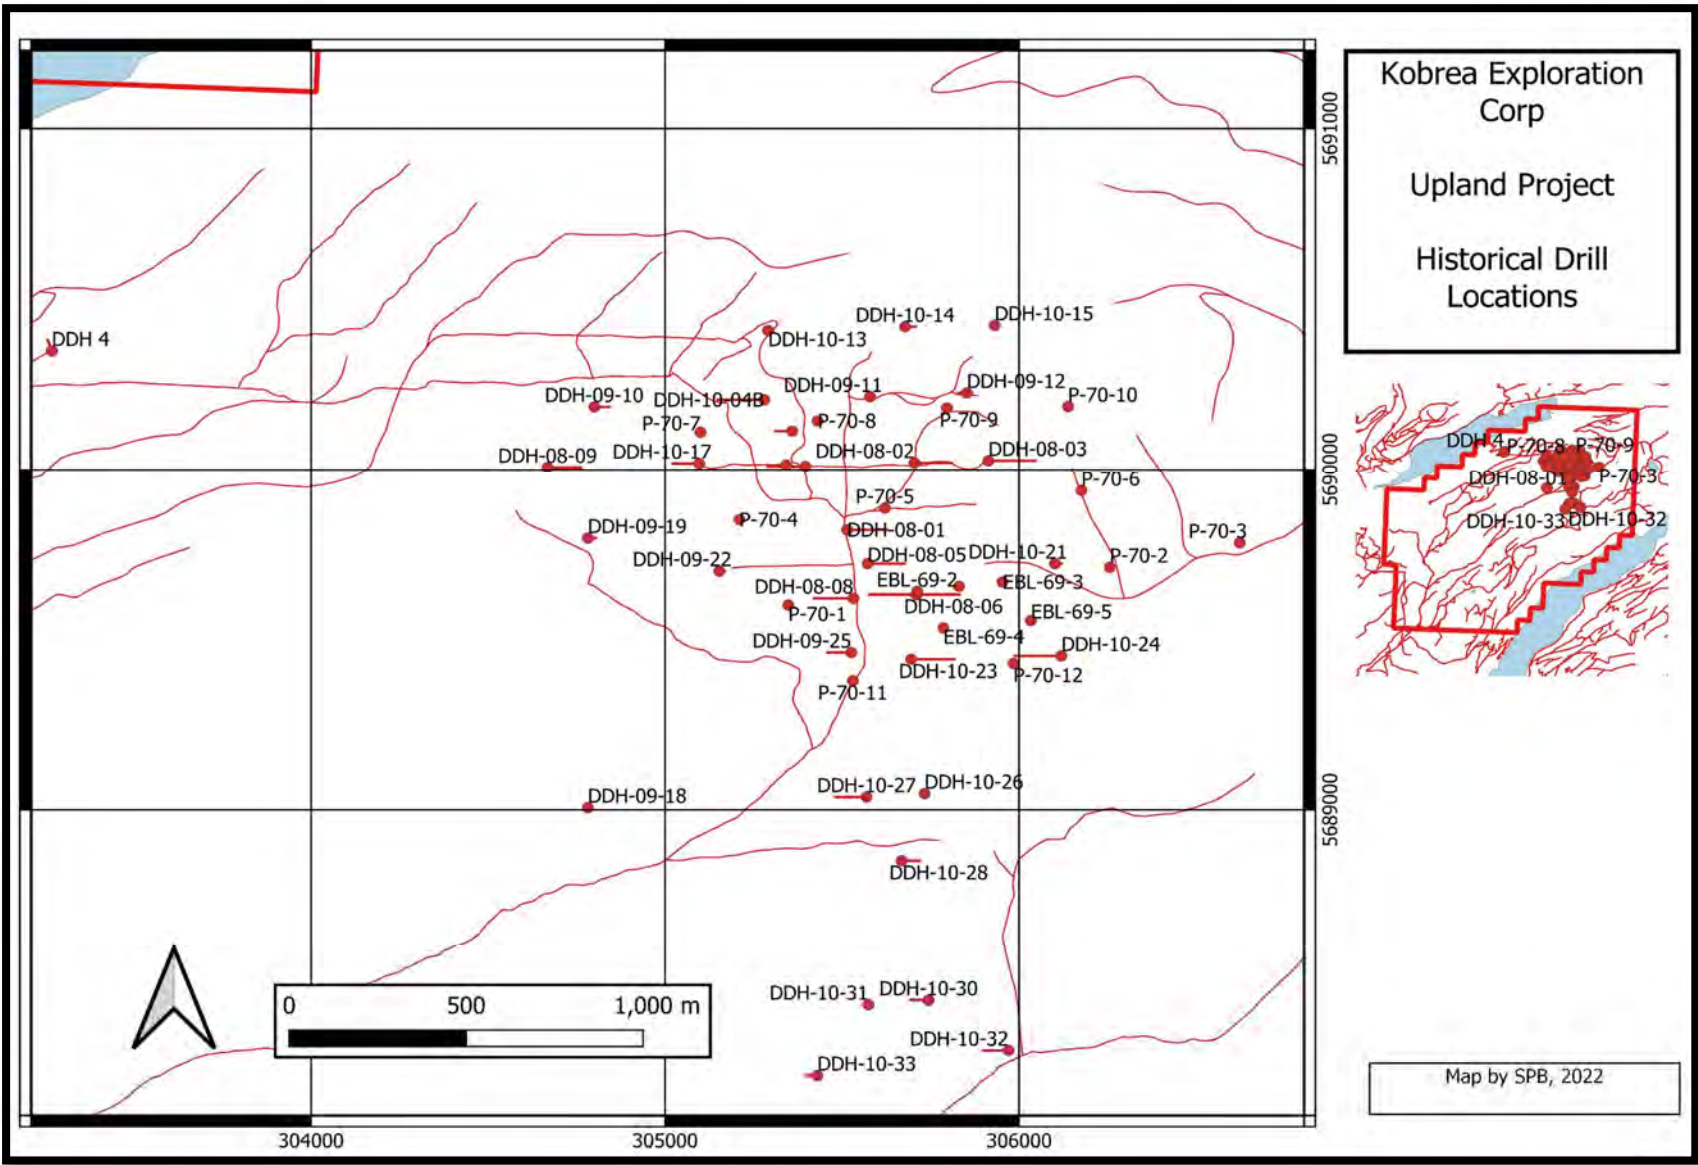 Kobrea Exploration
Corp
Upland Project
Historical Drill
Locations
5691000
DDH-10-14
DDH-10-15
DDH 4
DDH-10-13
DDH-09-11
DDH-09-12
DDH-09-10
DDH-10-04B
P-70-10
P-70-7
P-70-8
P-70-9
DDH-08-09
DDH-10-17
DDH-08-02
DDH-08-03
5690000
P-70-6
P-70-5
P-70-4
DDH-09-19
DDH-08-01
P-70-3
DDH-09-22
DDH-08-05
DDH-10-21
P-70-2
DDH-08-08
EBL-69-2
EBL-69-3
P-70-1
DDH-08-06
EBL-69-5
DDH-09-25
EBL-69-4
DDH-10-24
DDH-10-23
P-70-12
P-70-11
DDH-09-18
DDH-10-27
DDH-10-26
5689000
DDH-10-28
DDH-10-31
DDH-10-30
DDH-10-32
DDH-10-33
0 500 1,000 m
304000 305000 306000
DDH 4
P-70-8
P-70-9
DDH-08-01
P-70-3
DDH-10-33
DDH-10-32
Map by SPB, 2022